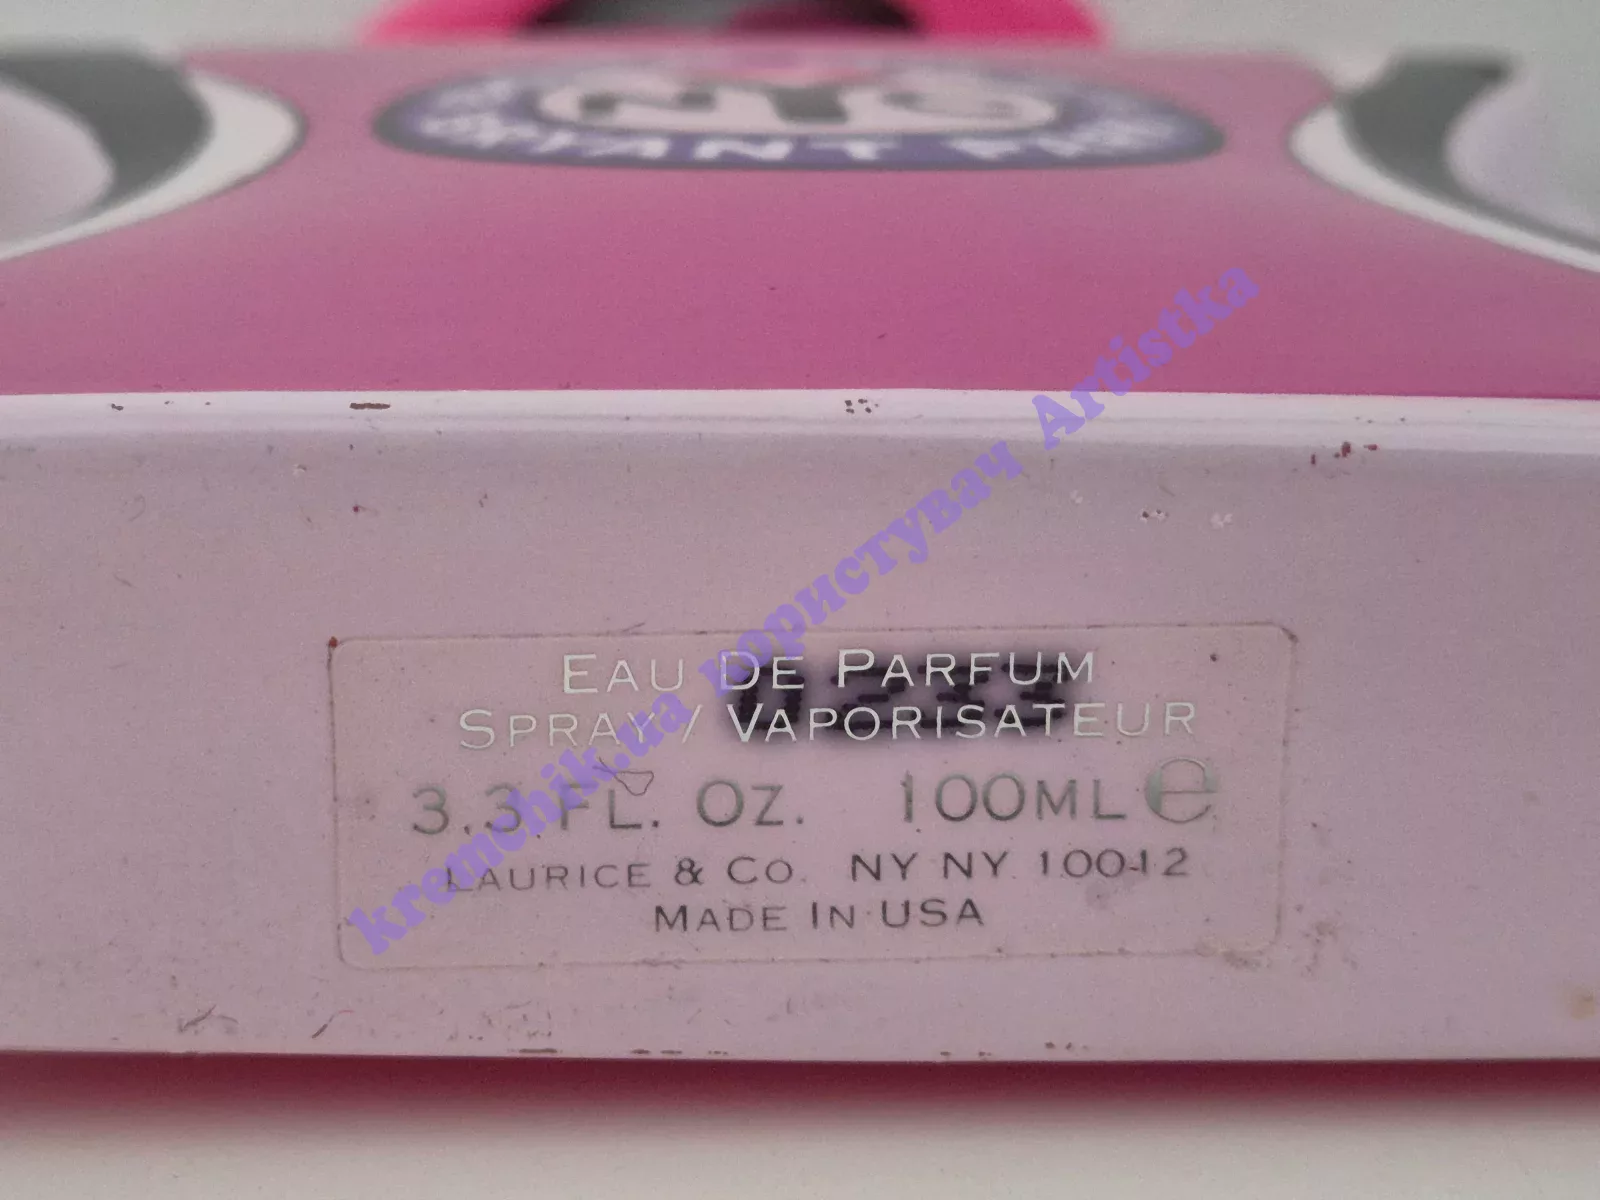 NYC
EAU DE PARFUM
SPRAY / VAPORISATEUR
3.3 FL. OZ. 100ML e
LAURICE & CO. NY NY 10012
MADE IN USA
kremchik.ua користувач Artistka